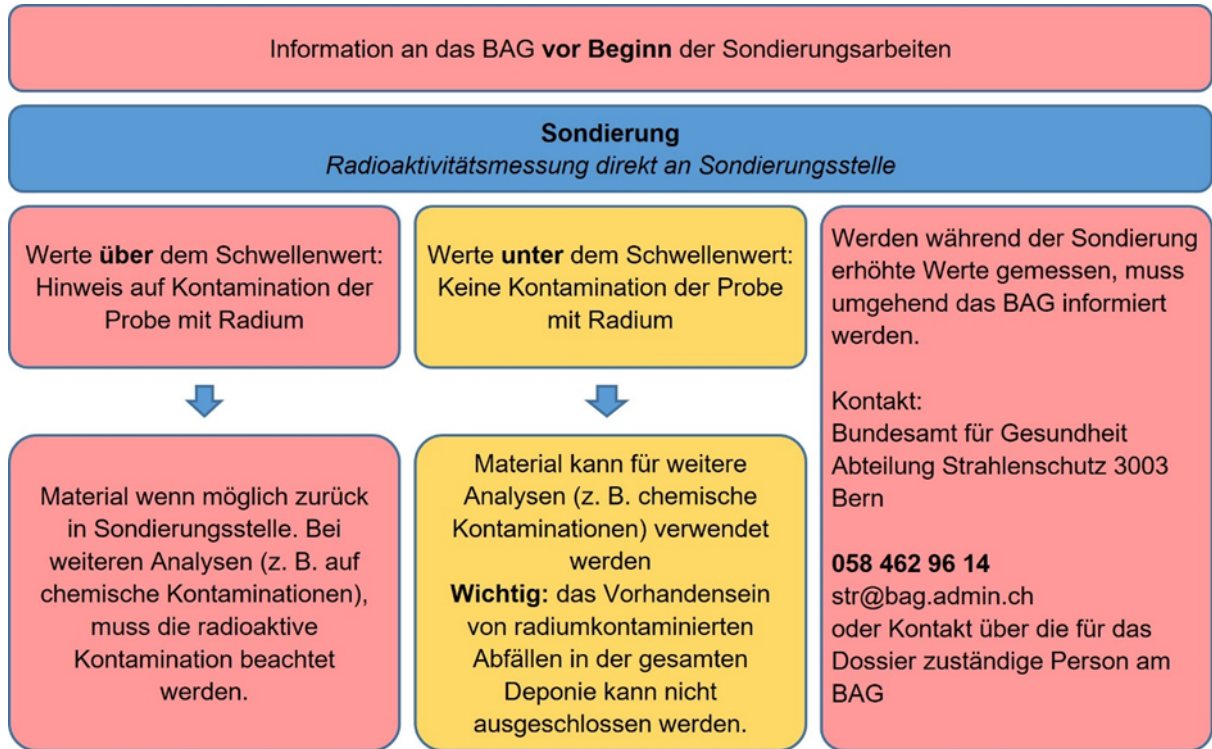 Information an das BAG vor Beginn der Sondierungsarbeiten
Sondierung
Radioaktivitätsmessung direkt an Sondierungsstelle
Werte über dem Schwellenwert:
Hinweis auf Kontamination der
Probe mit Radium
Material wenn möglich zurück
in Sondierungsstelle. Bei
weiteren Analysen (z. B. auf
chemische Kontaminationen),
muss die radioaktive
Kontamination beachtet
werden.
Werte unter dem Schwellenwert:
Keine Kontamination der Probe
mit Radium
Material kann für weitere
Analysen (z. B. chemische
Kontaminationen) verwendet
werden
Wichtig: das Vorhandensein
von radiumkontaminierten
Abfällen in der gesamten
Deponie kann nicht
ausgeschlossen werden.
Werden während der Sondierung
erhöhte Werte gemessen, muss
umgehend das BAG informiert
werden.
Kontakt:
Bundesamt für Gesundheit
Abteilung Strahlenschutz 3003
Bern
058 462 96 14
str@bag.admin.ch
oder Kontakt über die für das
Dossier zuständige Person am
BAG